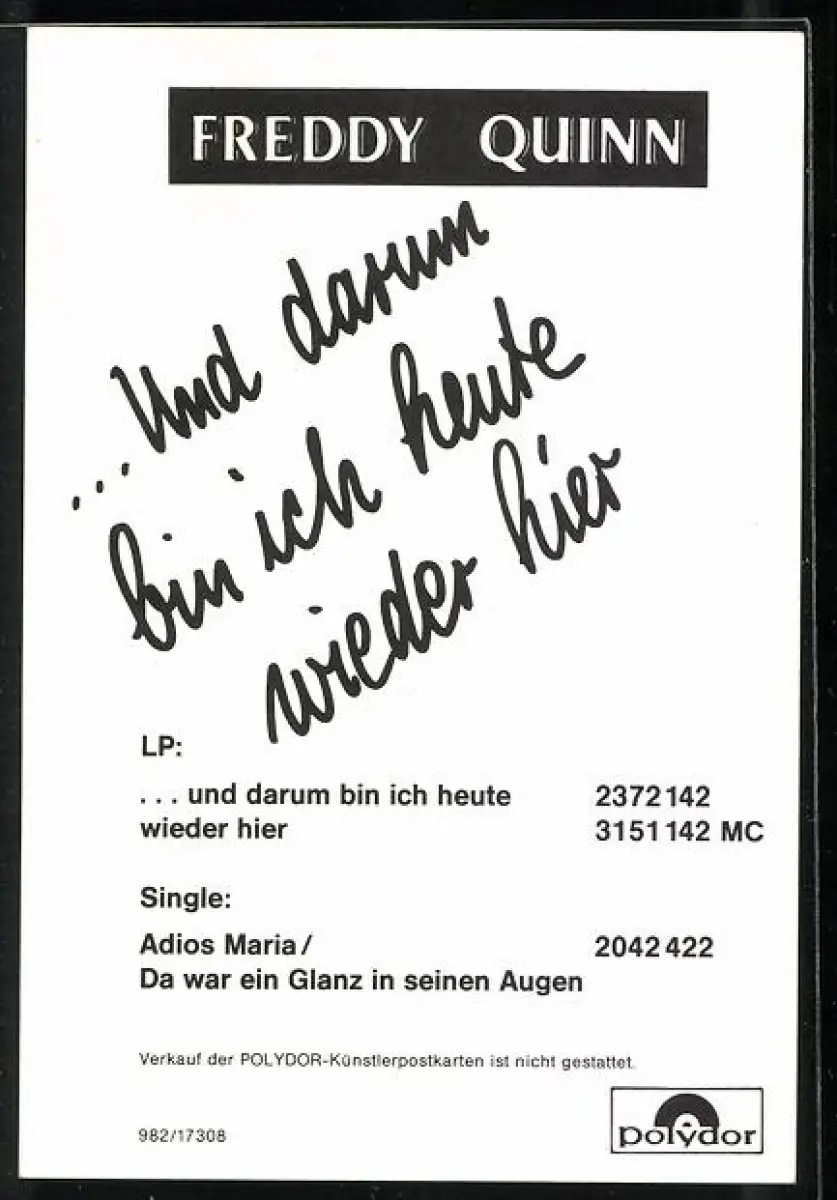 FREDDY QUINN
... Und darum
bin ich heute
wieder hier
LP:
... und darum bin ich heute 2372 142
wieder hier 3151 142 MC
Single:
Adios Maria / 2042 422
Da war ein Glanz in seinen Augen
Verkauf der POLYDOR-Künstlerpostkarten ist nicht gestattet.
982/17308
polydor